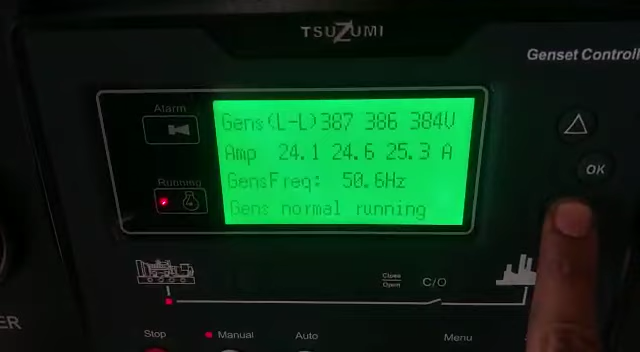 TSUZUMI
Genset Controll
Alarm
Gens(L-L)387 386 384V
Amp 24.1 24.6 25.3 A
GensFreq: 50.6Hz
Gens normal running
Running
OK
Close
Open
C/O
ER
Stop
Manual
Auto
Menu